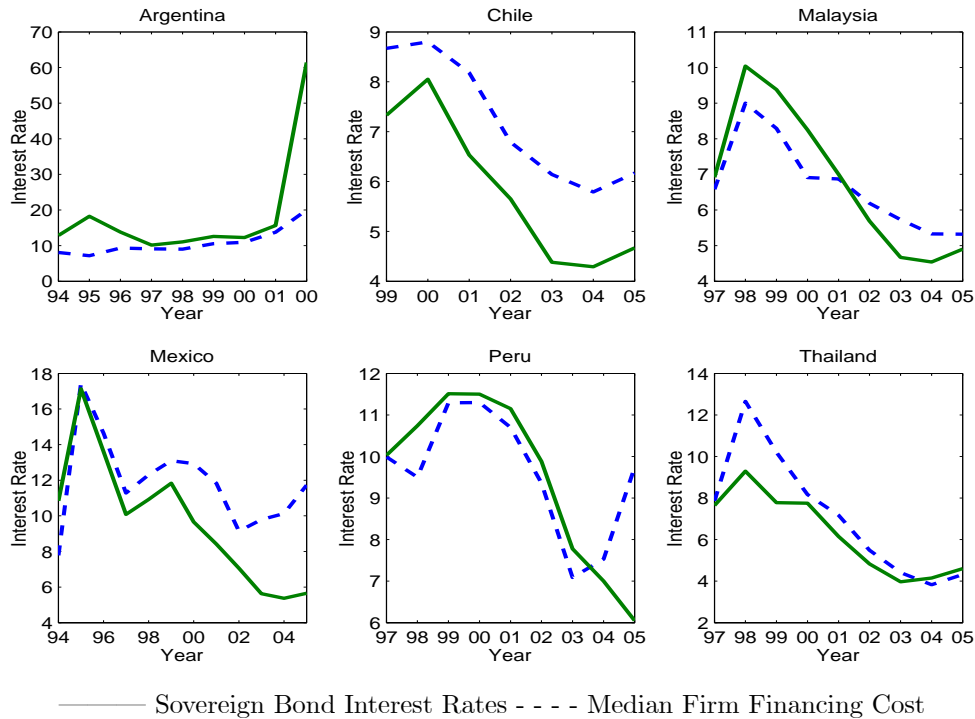 Argentina
Chile
Malaysia
70
60
50
40
30
20
10
0
Interest Rate
94 95 96 97 98 99 00 01 00
Year
9
8
7
6
5
4
Interest Rate
99 00 01 02 03 04 05
Year
11
10
9
8
7
6
5
4
Interest Rate
97 98 99 00 01 02 03 04 05
Year
Mexico
Peru
Thailand
18
16
14
12
10
8
6
4
Interest Rate
94 96 98 00 02 04
Year
12
11
10
9
8
7
6
Interest Rate
97 98 99 00 01 02 03 04 05
Year
14
12
10
8
6
4
2
Interest Rate
97 98 99 00 01 02 03 04 05
Year
Sovereign Bond Interest Rates - - - - Median Firm Financing Cost